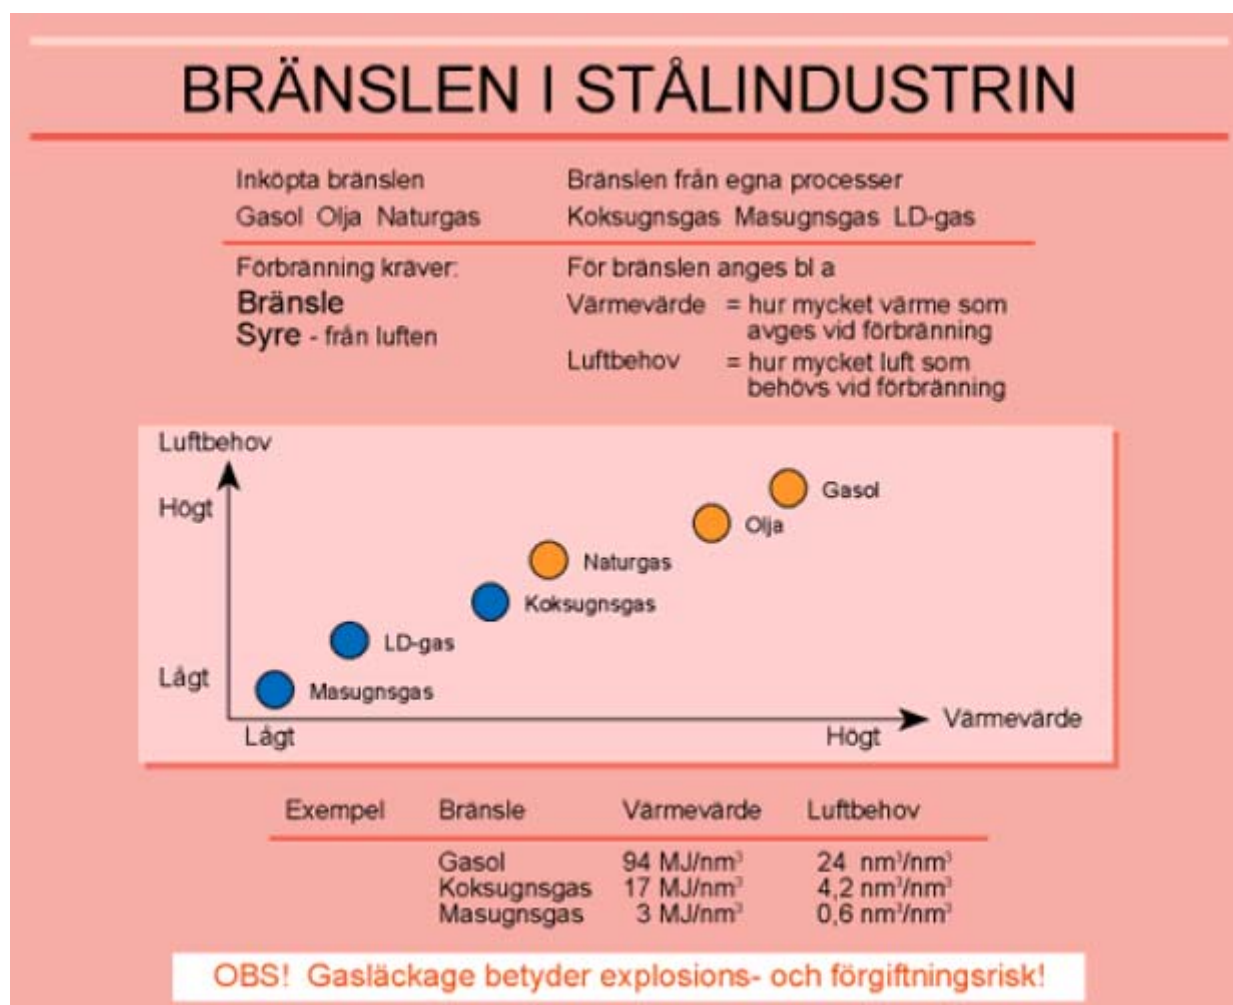 BRÄNSLEN I STÅLINDUSTRIN
Inköpta bränslen
Gasol Olja Naturgas
Bränslen från egna processer
Koksugnsgas Masugnsgas LD-gas
Förbränning kräver:
Bränsle
Syre - från luften
För bränslen anges bl a
Värmevärde = hur mycket värme som
avges vid förbränning
Luftbehov = hur mycket luft som
behövs vid förbränning
Luftbehov
Högt
Lågt
Gasol
Olja
Naturgas
Koksugnsgas
LD-gas
Masugnsgas
Lågt
Högt
Värmevärde
Exempel Bränsle Värmevärde Luftbehov
Gasol 94 MJ/nm³ 24 nm³/nm³
Koksugnsgas 17 MJ/nm³ 4,2 nm³/nm³
Masugnsgas 3 MJ/nm³ 0,6 nm³/nm³
OBS! Gasläckage betyder explosions- och förgiftningsrisk!